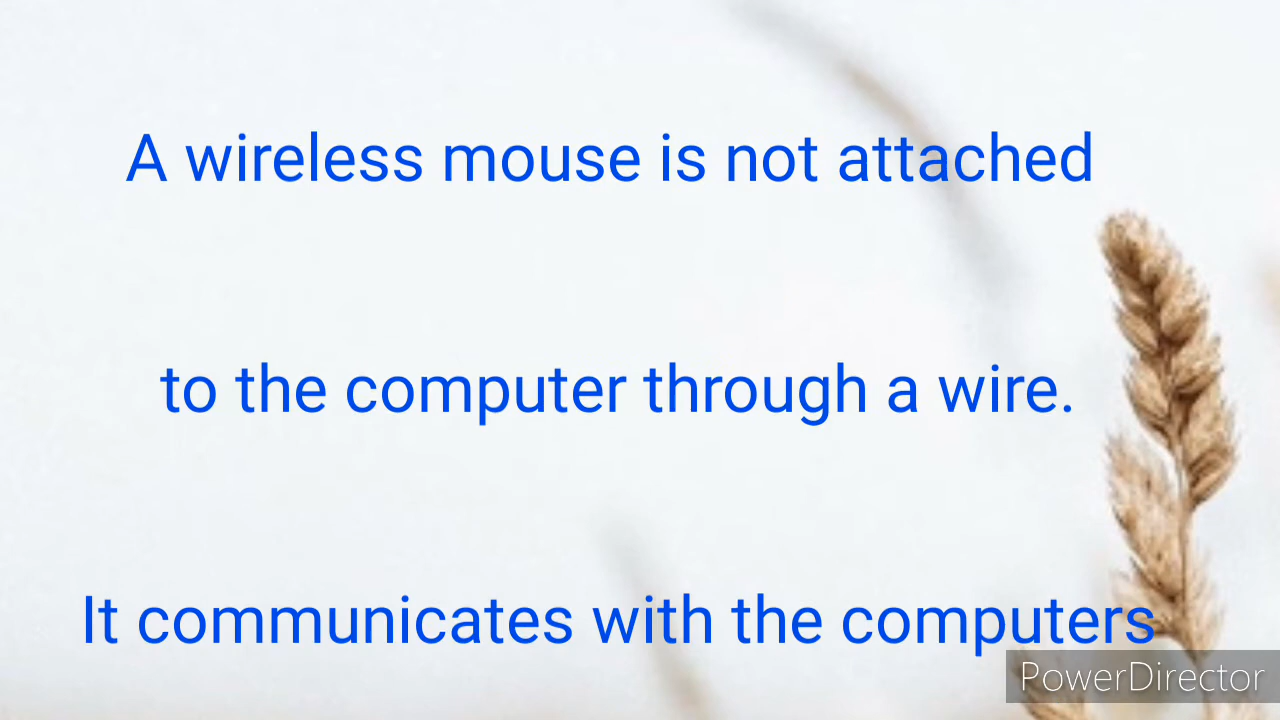 A wireless mouse is not attached
to the computer through a wire.
It communicates with the computers
PowerDirector